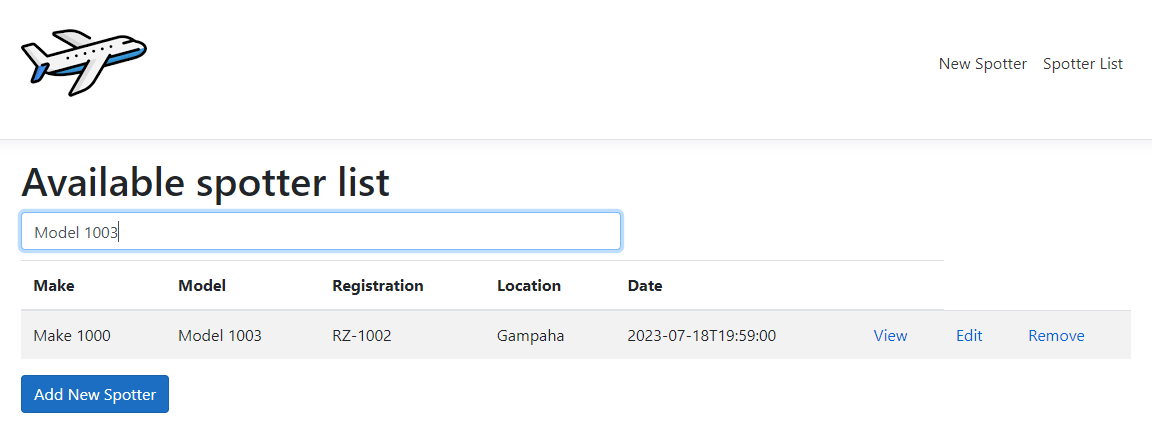 New Spotter Spotter List
Available spotter list
Model 1003
Make Model Registration Location Date
Make 1000 Model 1003 RZ-1002 Gampaha 2023-07-18T19:59:00 View Edit Remove
Add New Spotter